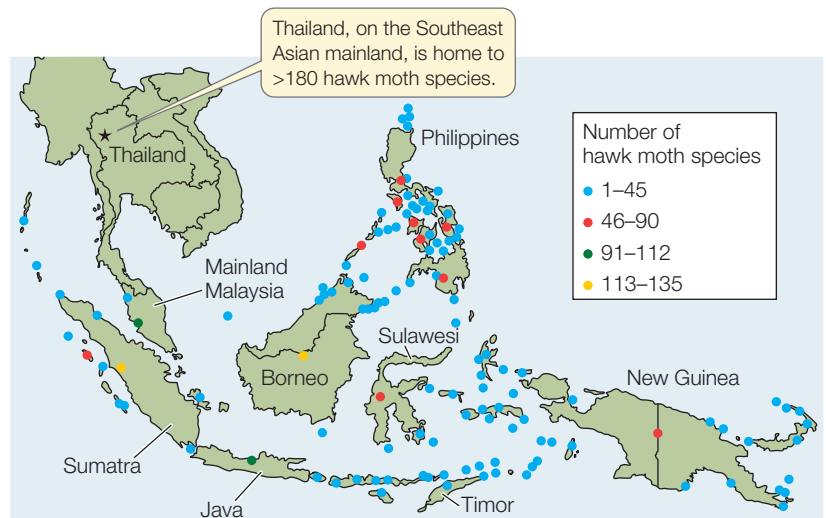 Thailand, on the Southeast
Asian mainland, is home to
>180 hawk moth species.
Philippines
Thailand
Number of
hawk moth species
1–45
46–90
91–112
113–135
Mainland
Malaysia
Sulawesi
Borneo
New Guinea
Sumatra
Java
Timor